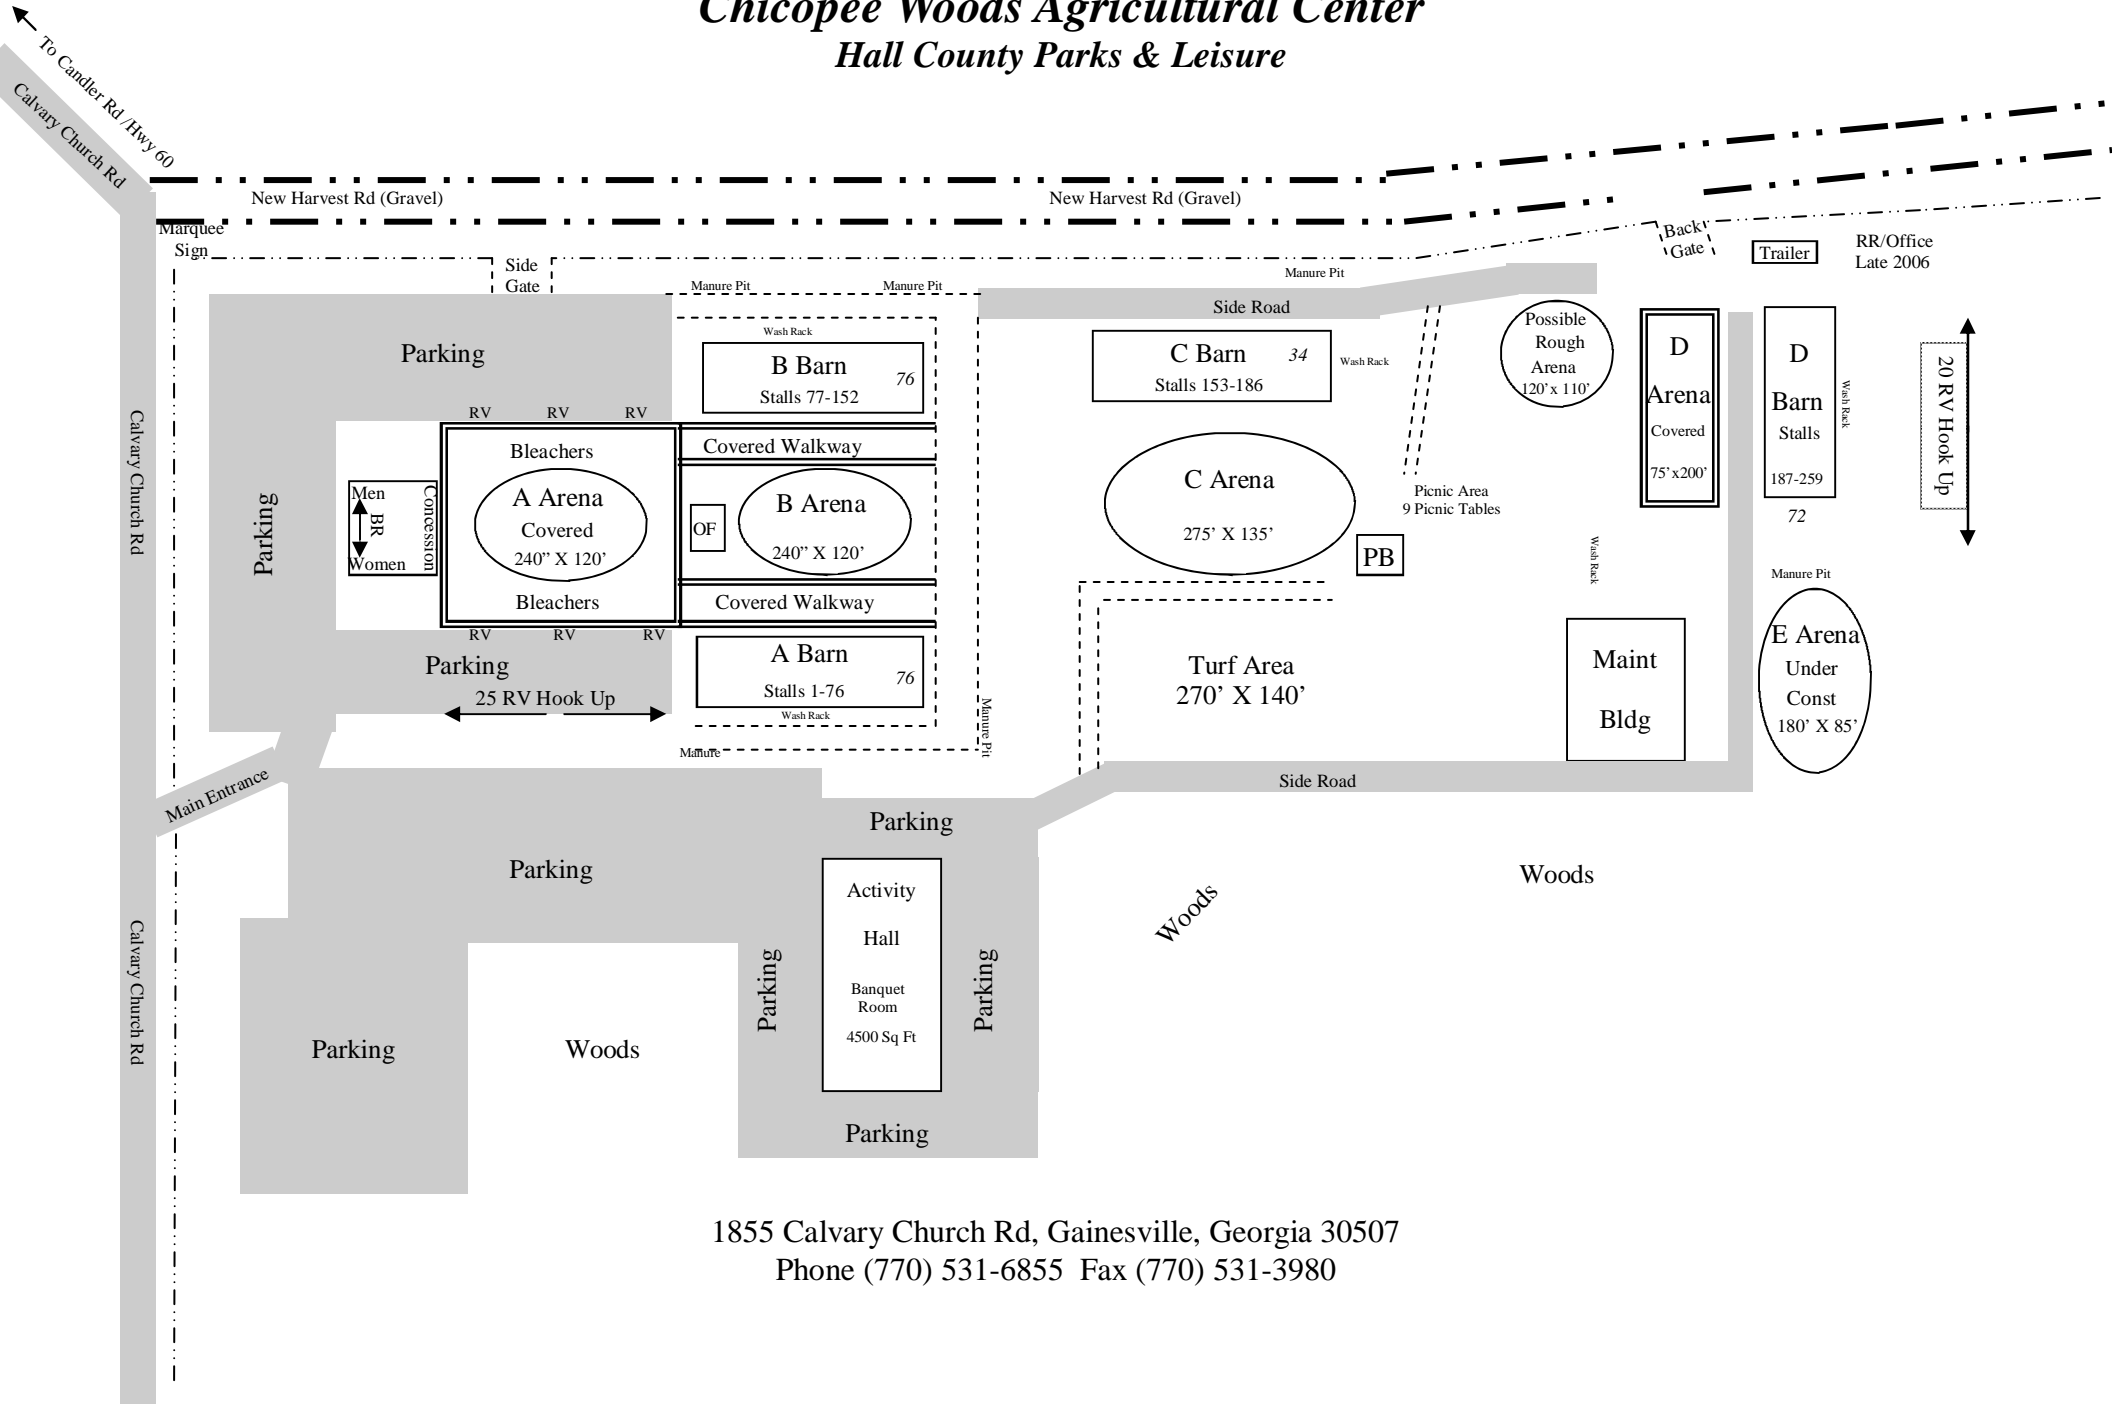 Chicopee Woods Agricultural Center
Hall County Parks & Leisure
To Candler Rd /Hwy 60
Calvary Church Rd
New Harvest Rd (Gravel)
New Harvest Rd (Gravel)
Marquee
Sign
Side
Gate
Back
Gate
Trailer
RR/Office
Late 2006
Manure Pit
Manure Pit
Manure Pit
Side Road
Parking
Wash Rack
B Barn
76
Stalls 77-152
C Barn
34
Stalls 153-186
Wash Rack
Possible
Rough
Arena
120’x 110’
D
Arena
Covered
75’x200’
D
Barn
Stalls
187-259
72
Wash Rack
20 RV Hook Up
RV
RV
RV
Calvary Church Rd
Parking
Men
BR
Women
Concession
Bleachers
A Arena
Covered
240” X 120’
Bleachers
Covered Walkway
OF
B Arena
240” X 120’
Covered Walkway
C Arena
275’ X 135’
Picnic Area
9 Picnic Tables
PB
Wash Rack
Manure Pit
E Arena
Under
Const
180’ X 85’
RV
RV
RV
Parking
25 RV Hook Up
A Barn
76
Stalls 1-76
Wash Rack
Manure
Manure Pit
Turf Area
270’ X 140’
Maint
Bldg
Side Road
Main Entrance
Parking
Parking
Woods
Woods
Calvary Church Rd
Parking
Woods
Parking
Activity
Hall
Banquet
Room
4500 Sq Ft
Parking
Parking
1855 Calvary Church Rd, Gainesville, Georgia 30507
Phone (770) 531-6855 Fax (770) 531-3980